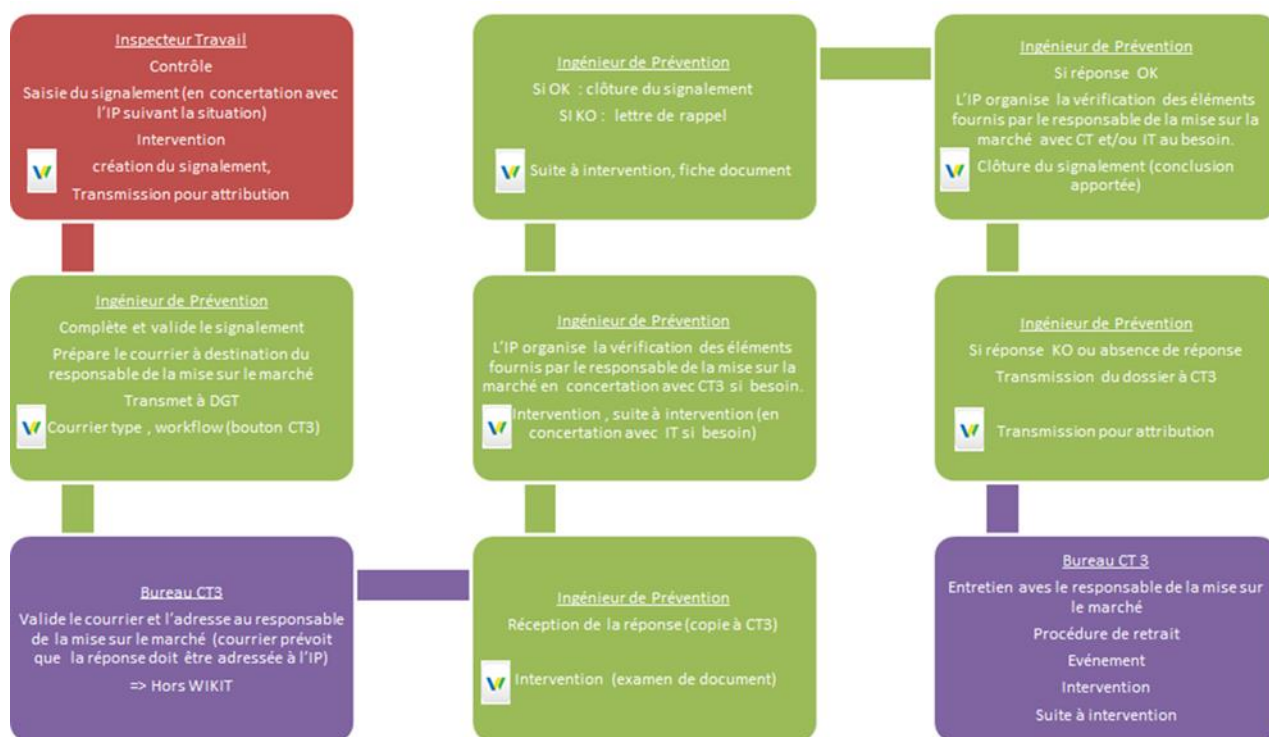 Inspecteur Travail
Contrôle
Saisie du signalement (en concertation avec
l'IP suivant la situation)
Intervention
création du signalement,
Transmission pour attribution
Ingénieur de Prévention
Complète et valide le signalement
Prépare le courrier à destination du
responsable de la mise sur le marché
Transmet à DGT
Courrier type , workflow (bouton CT3)
Bureau CT3
Valide le courrier et l'adresse au responsable
de la mise sur le marché (courrier prévoit
que la réponse doit être adressée à l'IP)
=> Hors WIKIT
Ingénieur de Prévention
Réception de la réponse (copie à CT3)
Intervention (examen de document)
Ingénieur de Prévention
L'IP organise la vérification des éléments
fournis par le responsable de la mise sur la
marché en concertation avec CT3 si besoin.
Intervention , suite à intervention (en
concertation avec IT si besoin)
Ingénieur de Prévention
Si OK : clôture du signalement
SI KO : lettre de rappel
Suite à intervention, fiche document
Ingénieur de Prévention
Si réponse OK
L'IP organise la vérification des éléments
fournis par le responsable de la mise sur la
marché avec CT et/ou IT au besoin.
Clôture du signalement (conclusion
apportée)
Ingénieur de Prévention
Si réponse KO ou absence de réponse
Transmission du dossier à CT3
Transmission pour attribution
Bureau CT 3
Entretien aves le responsable de la mise sur
le marché
Procédure de retrait
Evénement
Intervention
Suite à intervention